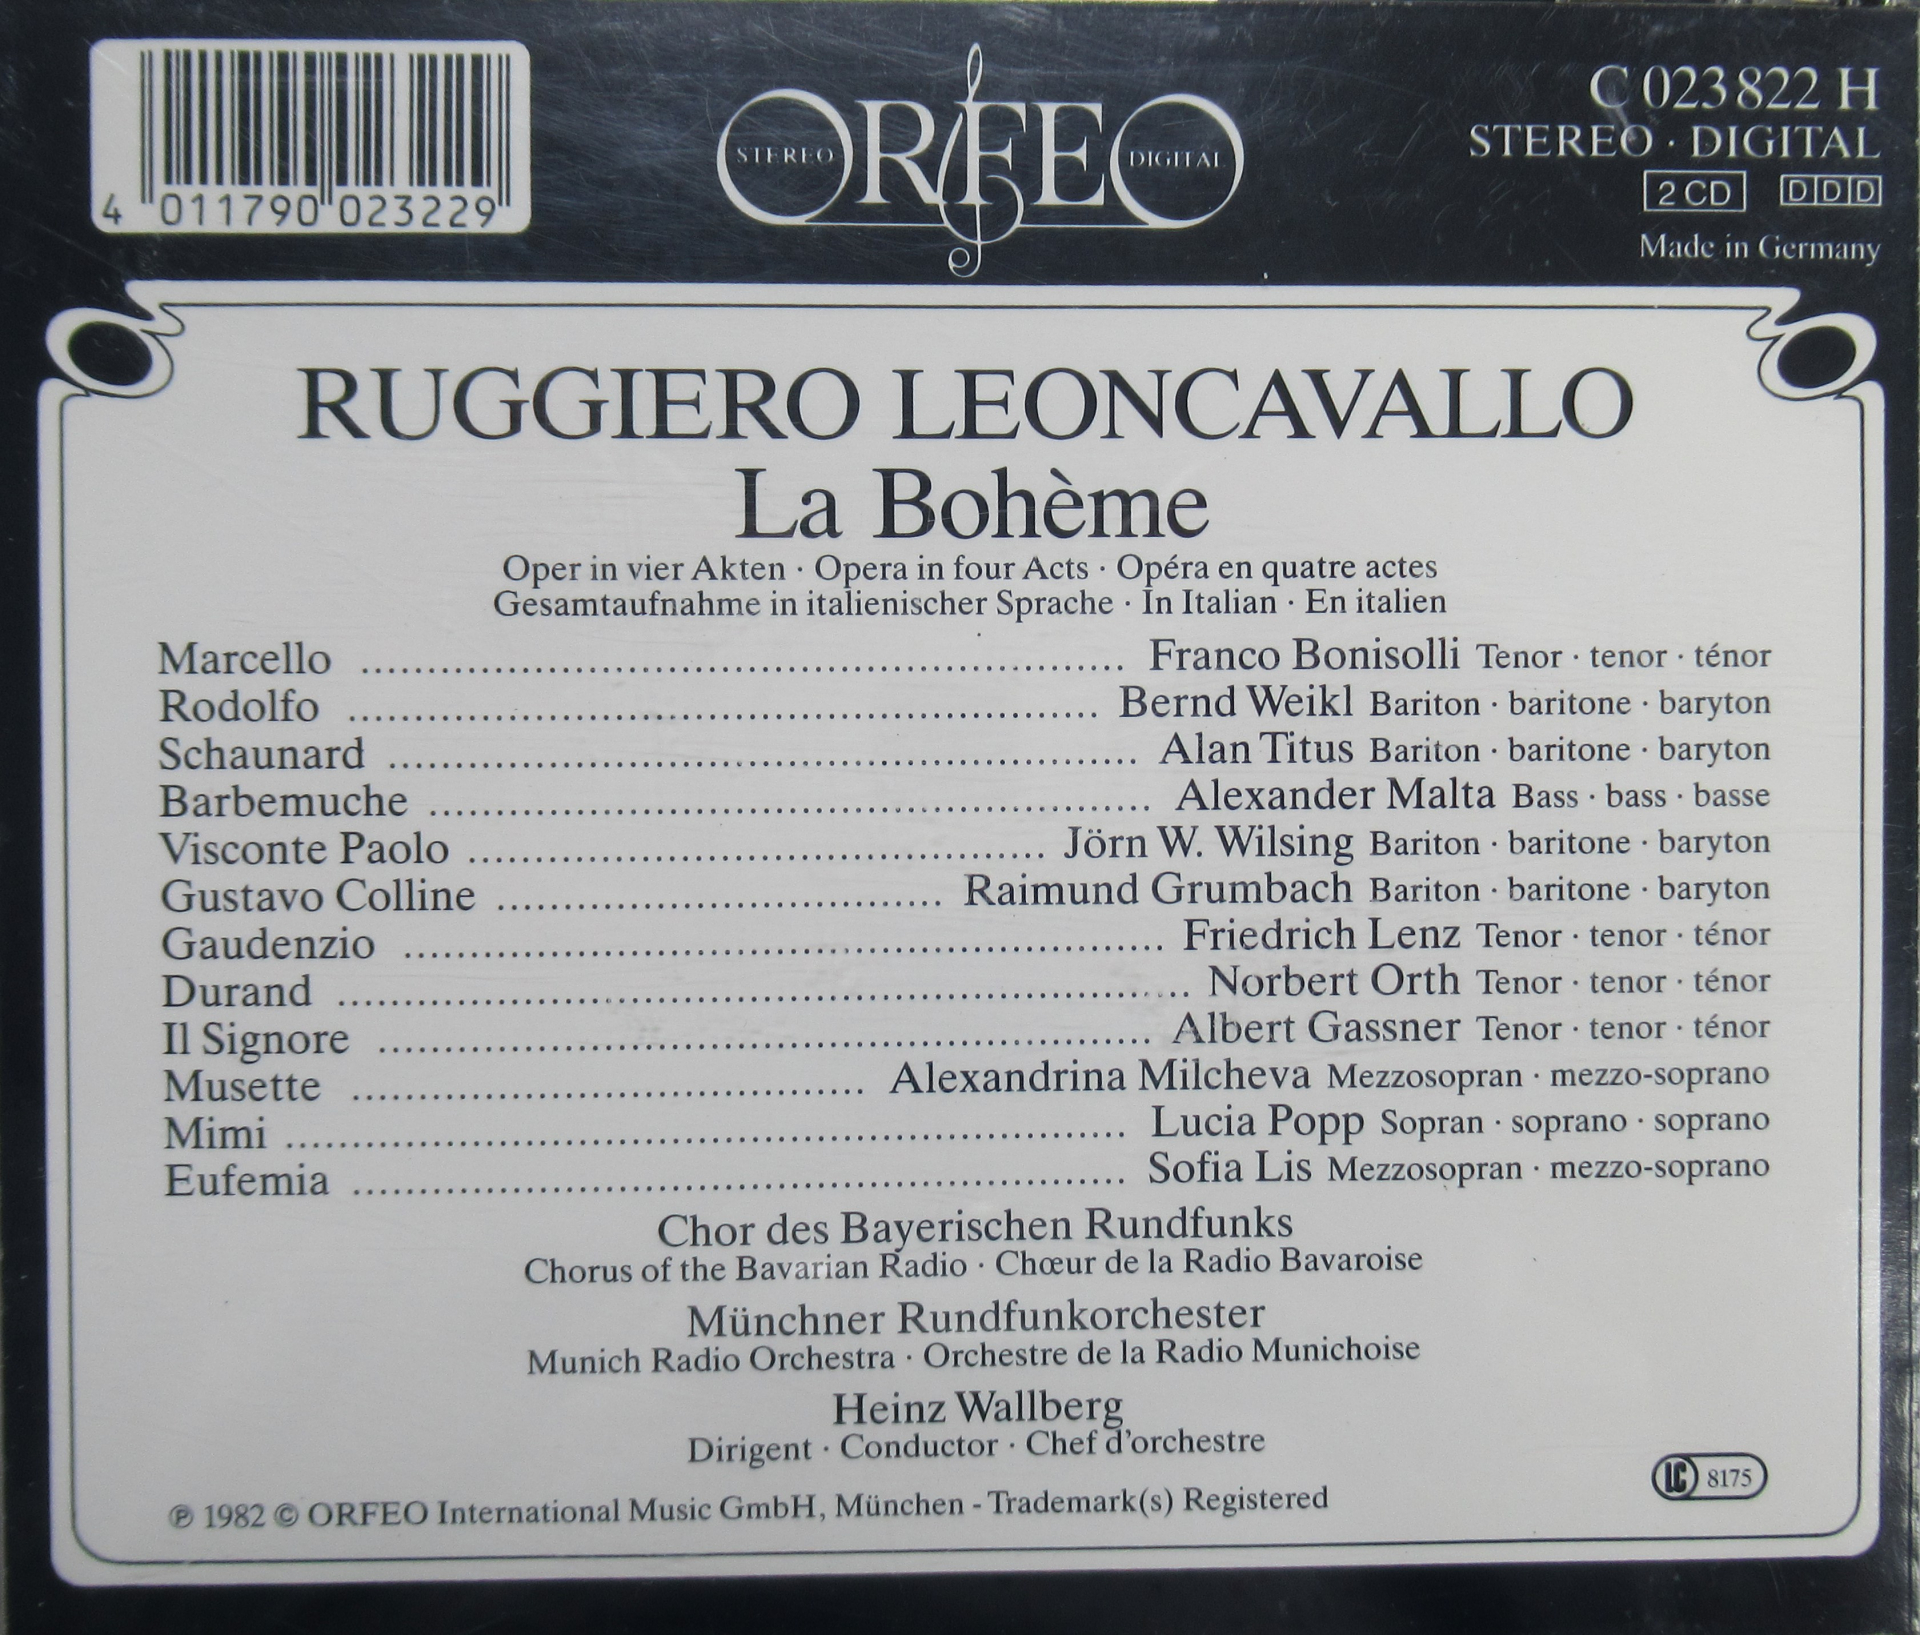 4 011790 023229
STEREO ORFEO DIGITAL
C 023 822 H
STEREO · DIGITAL
2 CD DDD
Made in Germany
RUGGIERO LEONCAVALLO
La Bohème
Oper in vier Akten · Opera in four Acts · Opéra en quatre actes
Gesamtaufnahme in italienischer Sprache · In Italian · En italien
Marcello ........ Franco Bonisolli Tenor · tenor · ténor
Rodolfo ........ Bernd Weikl Bariton · baritone · baryton
Schaunard ........ Alan Titus Bariton · baritone · baryton
Barbemuche ........ Alexander Malta Bass · bass · basse
Visconte Paolo ........ Jörn W. Wilsing Bariton · baritone · baryton
Gustavo Colline ........ Raimund Grumbach Bariton · baritone · baryton
Gaudenzio ........ Friedrich Lenz Tenor · tenor · ténor
Durand ........ Norbert Orth Tenor · tenor · ténor
Il Signore ........ Albert Gassner Tenor · tenor · ténor
Musette ........ Alexandrina Milcheva Mezzosopran · mezzo-soprano
Mimi ........ Lucia Popp Sopran · soprano · soprano
Eufemia ........ Sofia Lis Mezzosopran · mezzo-soprano
Chor des Bayerischen Rundfunks
Chorus of the Bavarian Radio · Chœur de la Radio Bavaroise
Münchner Rundfunkorchester
Munich Radio Orchestra · Orchestre de la Radio Munichoise
Heinz Wallberg
Dirigent · Conductor · Chef d'orchestre
LC 8175
℗ 1982 © ORFEO International Music GmbH, München - Trademark(s) Registered